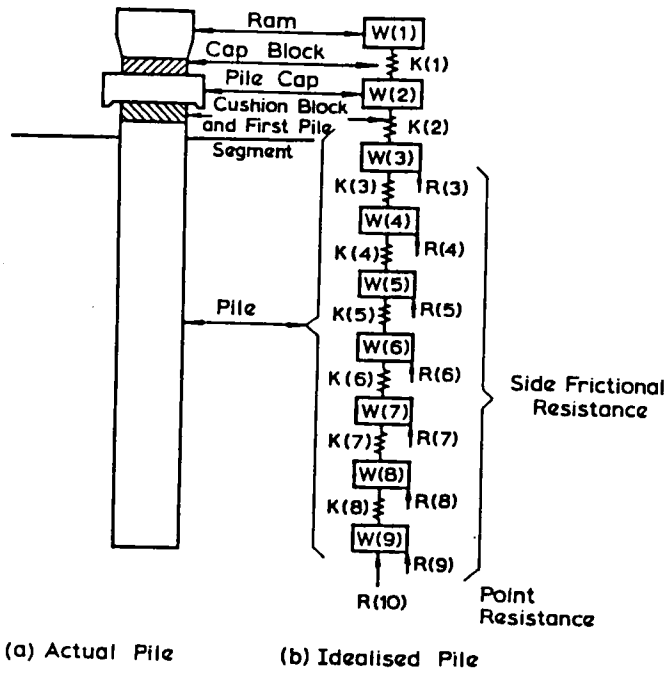 Ram
W(1)
Cap Block
K(1)
Pile Cap
W(2)
Cushion Block
and First Pile
Segment
K(2)
W(3)
K(3)
R(3)
W(4)
K(4)
R(4)
W(5)
K(5)
R(5)
Pile
W(6)
K(6)
R(6)
Side Frictional
Resistance
W(7)
K(7)
R(7)
W(8)
K(8)
R(8)
W(9)
R(9)
R(10)
Point
Resistance
(a) Actual Pile
(b) Idealised Pile